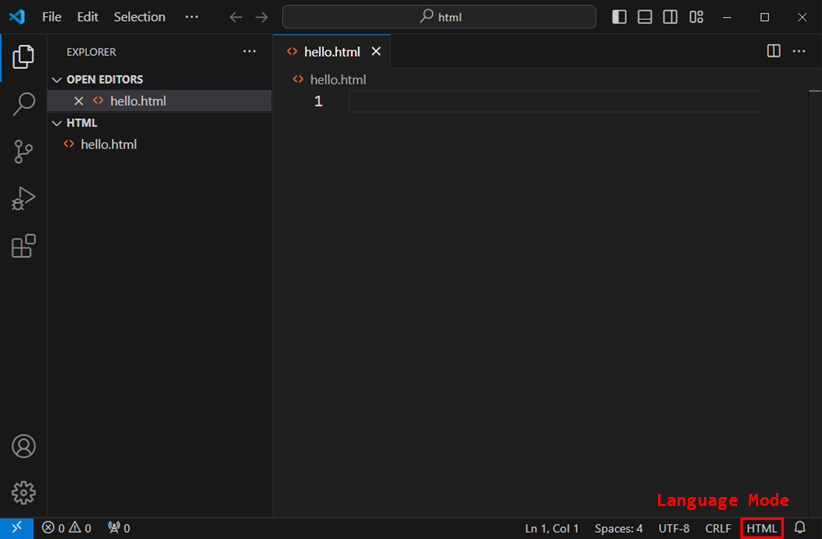 File Edit Selection ··· html
EXPLORER ···
hello.html
OPEN EDITORS
hello.html
HTML
hello.html
hello.html
1
Language Mode
0 0 0 Ln 1, Col 1 Spaces: 4 UTF-8 CRLF HTML